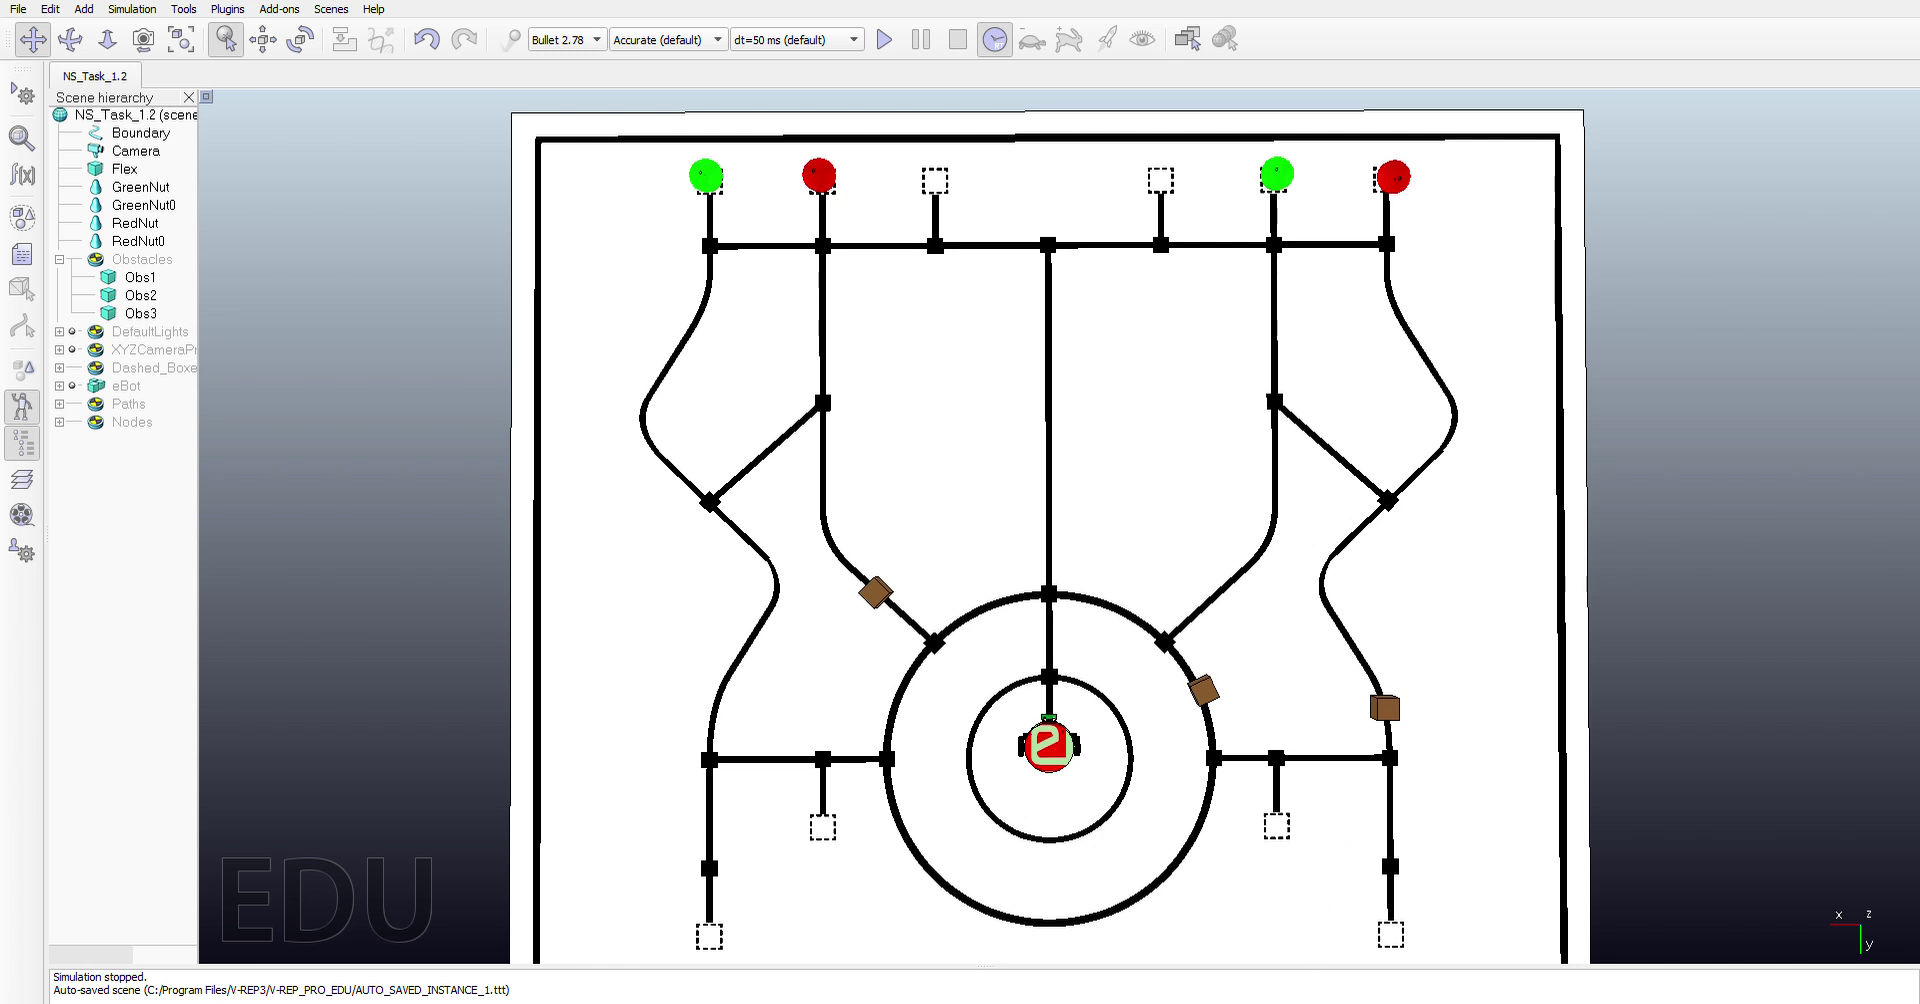 File Edit Add Simulation Tools Plugins Add-ons Scenes Help
Bullet 2.78 Accurate (default) dt=50 ms (default)
f(x) RT
NS_Task_1.2
Scene hierarchy
NS_Task_1.2 (scene
Boundary
Camera
Flex
GreenNut
GreenNut0
RedNut
RedNut0
Obstacles
Obs1
Obs2
Obs3
DefaultLights
XYZCameraPr
Dashed_Boxe
eBot
Paths
Nodes
e
EDU
x z
y
Simulation stopped.
Auto-saved scene (C:/Program Files/V-REP3/V-REP_PRO_EDU/AUTO_SAVED_INSTANCE_1.ttt)